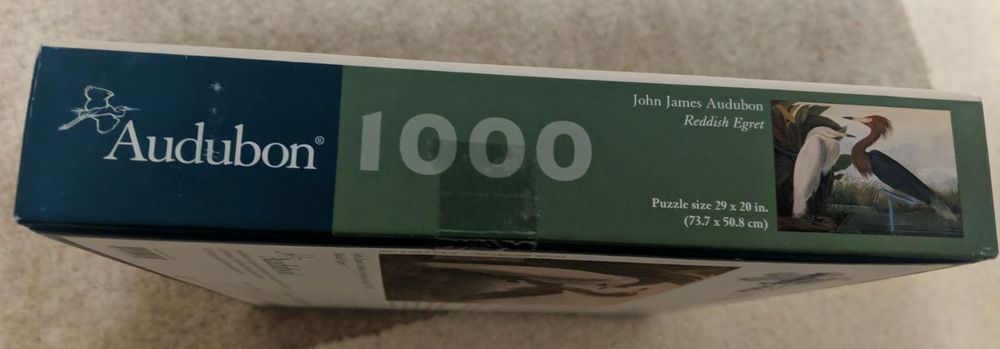 Audubon®
1000
John James Audubon
Reddish Egret
Puzzle size 29 x 20 in.
(73.7 x 50.8 cm)